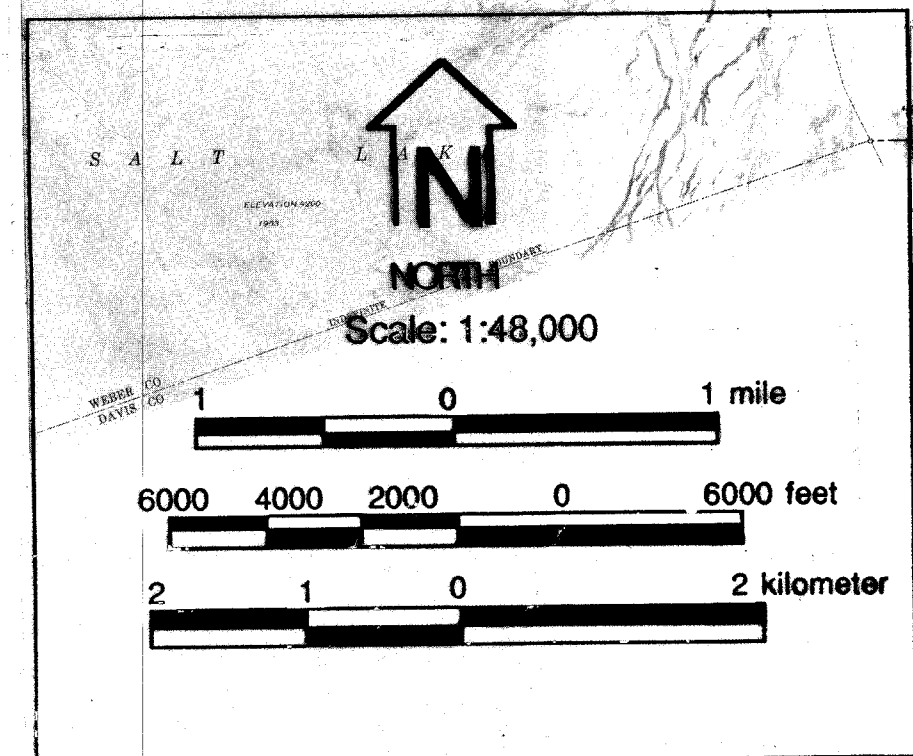 S A L T L A K
ELEVATION 4200
N
NORTH
INDEFINITE BOUNDARY
Scale: 1:48,000
WEBER CO
DAVIS CO
1 0 1 mile
6000 4000 2000 0 6000 feet
2 1 0 2 kilometer